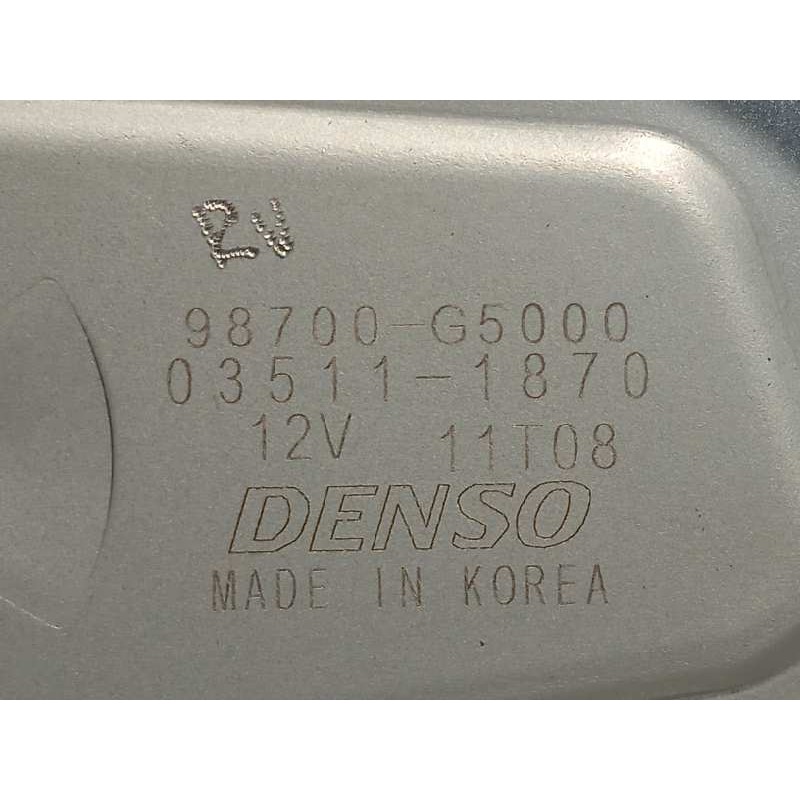 98700-G5000
03511-1870
12V 11T08
DENSO
MADE IN KOREA